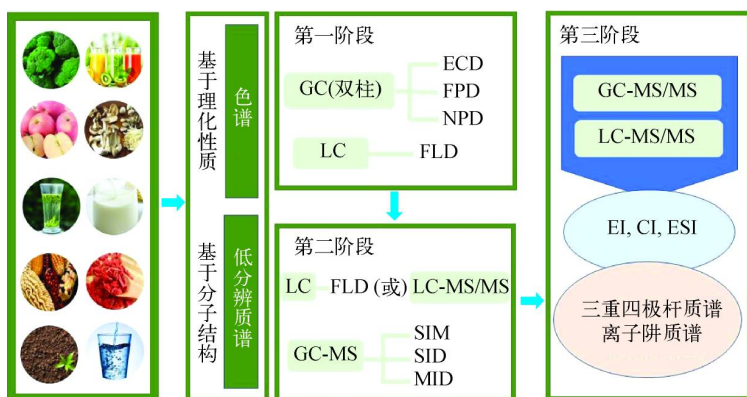 基于理化性质
色谱
基于分子结构
低分辨质谱
第一阶段
GC(双柱)
ECD
FPD
NPD
LC
FLD
第二阶段
LC FLD (或) LC-MS/MS
GC-MS
SIM
SID
MID
第三阶段
GC-MS/MS
LC-MS/MS
EI, CI, ESI
三重四极杆质谱
离子阱质谱